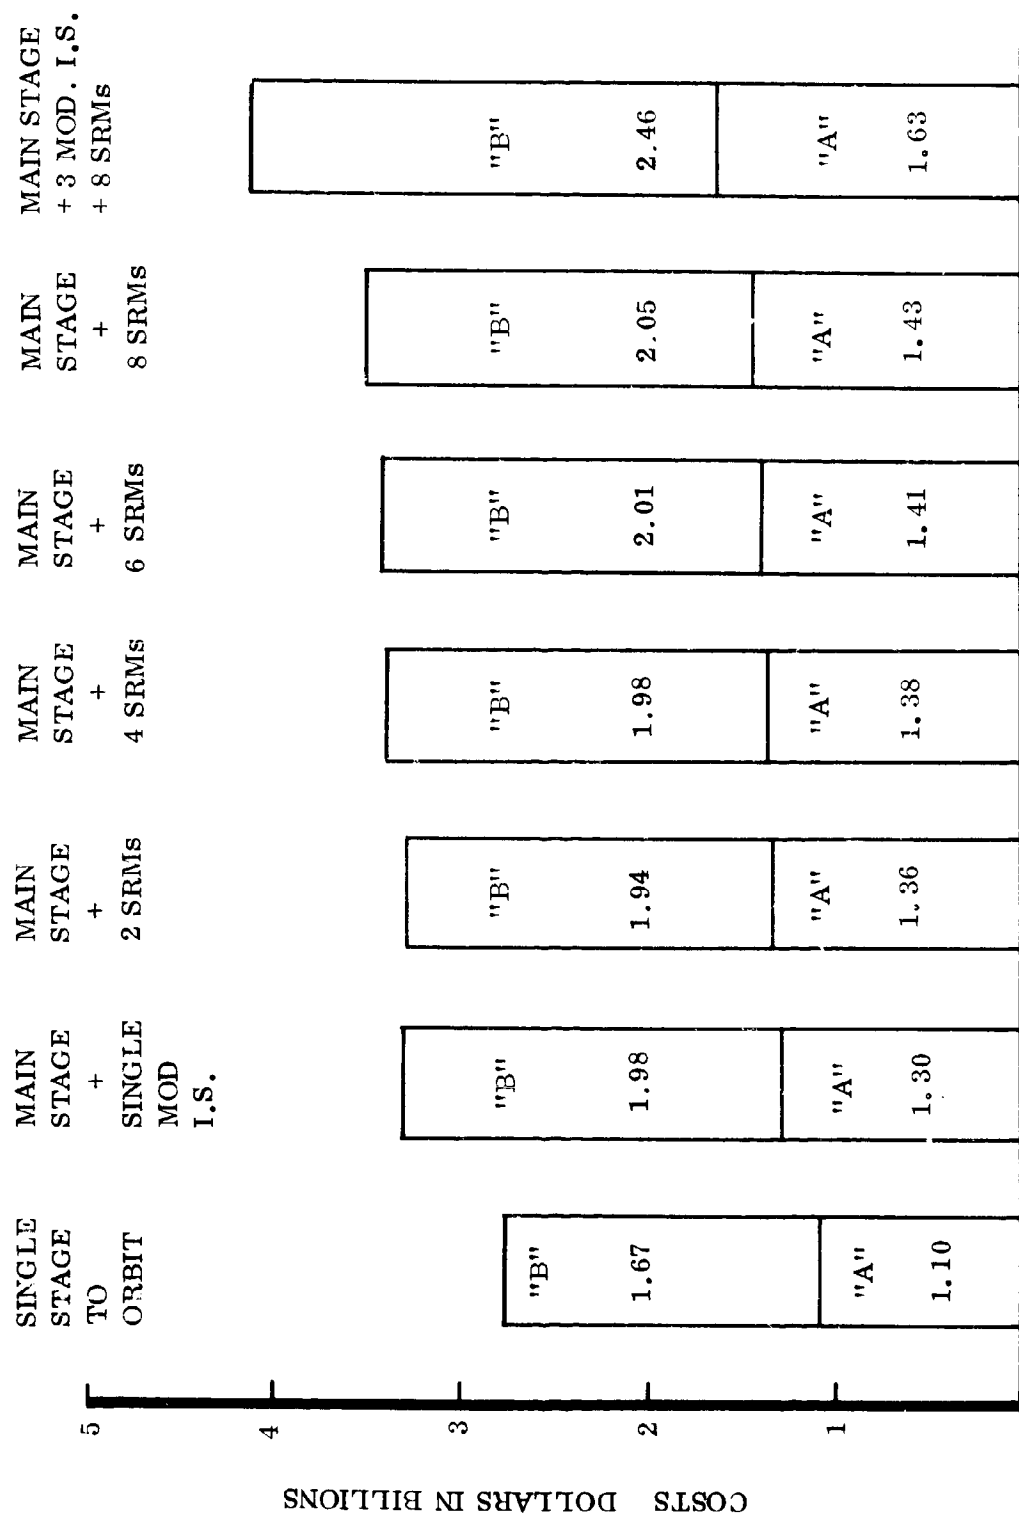 SINGLE
STAGE
TO
ORBIT
MAIN
STAGE
+
SINGLE
MOD
I.S.
MAIN
STAGE
+
2 SRMs
MAIN
STAGE
+
4 SRMs
MAIN
STAGE
+
6 SRMs
MAIN
STAGE
+
8 SRMs
MAIN STAGE
+ 3 MOD. I.S.
+ 8 SRMs
COSTS DOLLARS IN BILLIONS
5
4
3
2
1
"B"
1.67
"A"
1.10
"B"
1.98
"A"
1.30
"B"
1.94
"A"
1.36
"B"
1.98
"A"
1.38
"B"
2.01
"A"
1.41
"B"
2.05
"A"
1.43
"B"
2.46
"A"
1.63